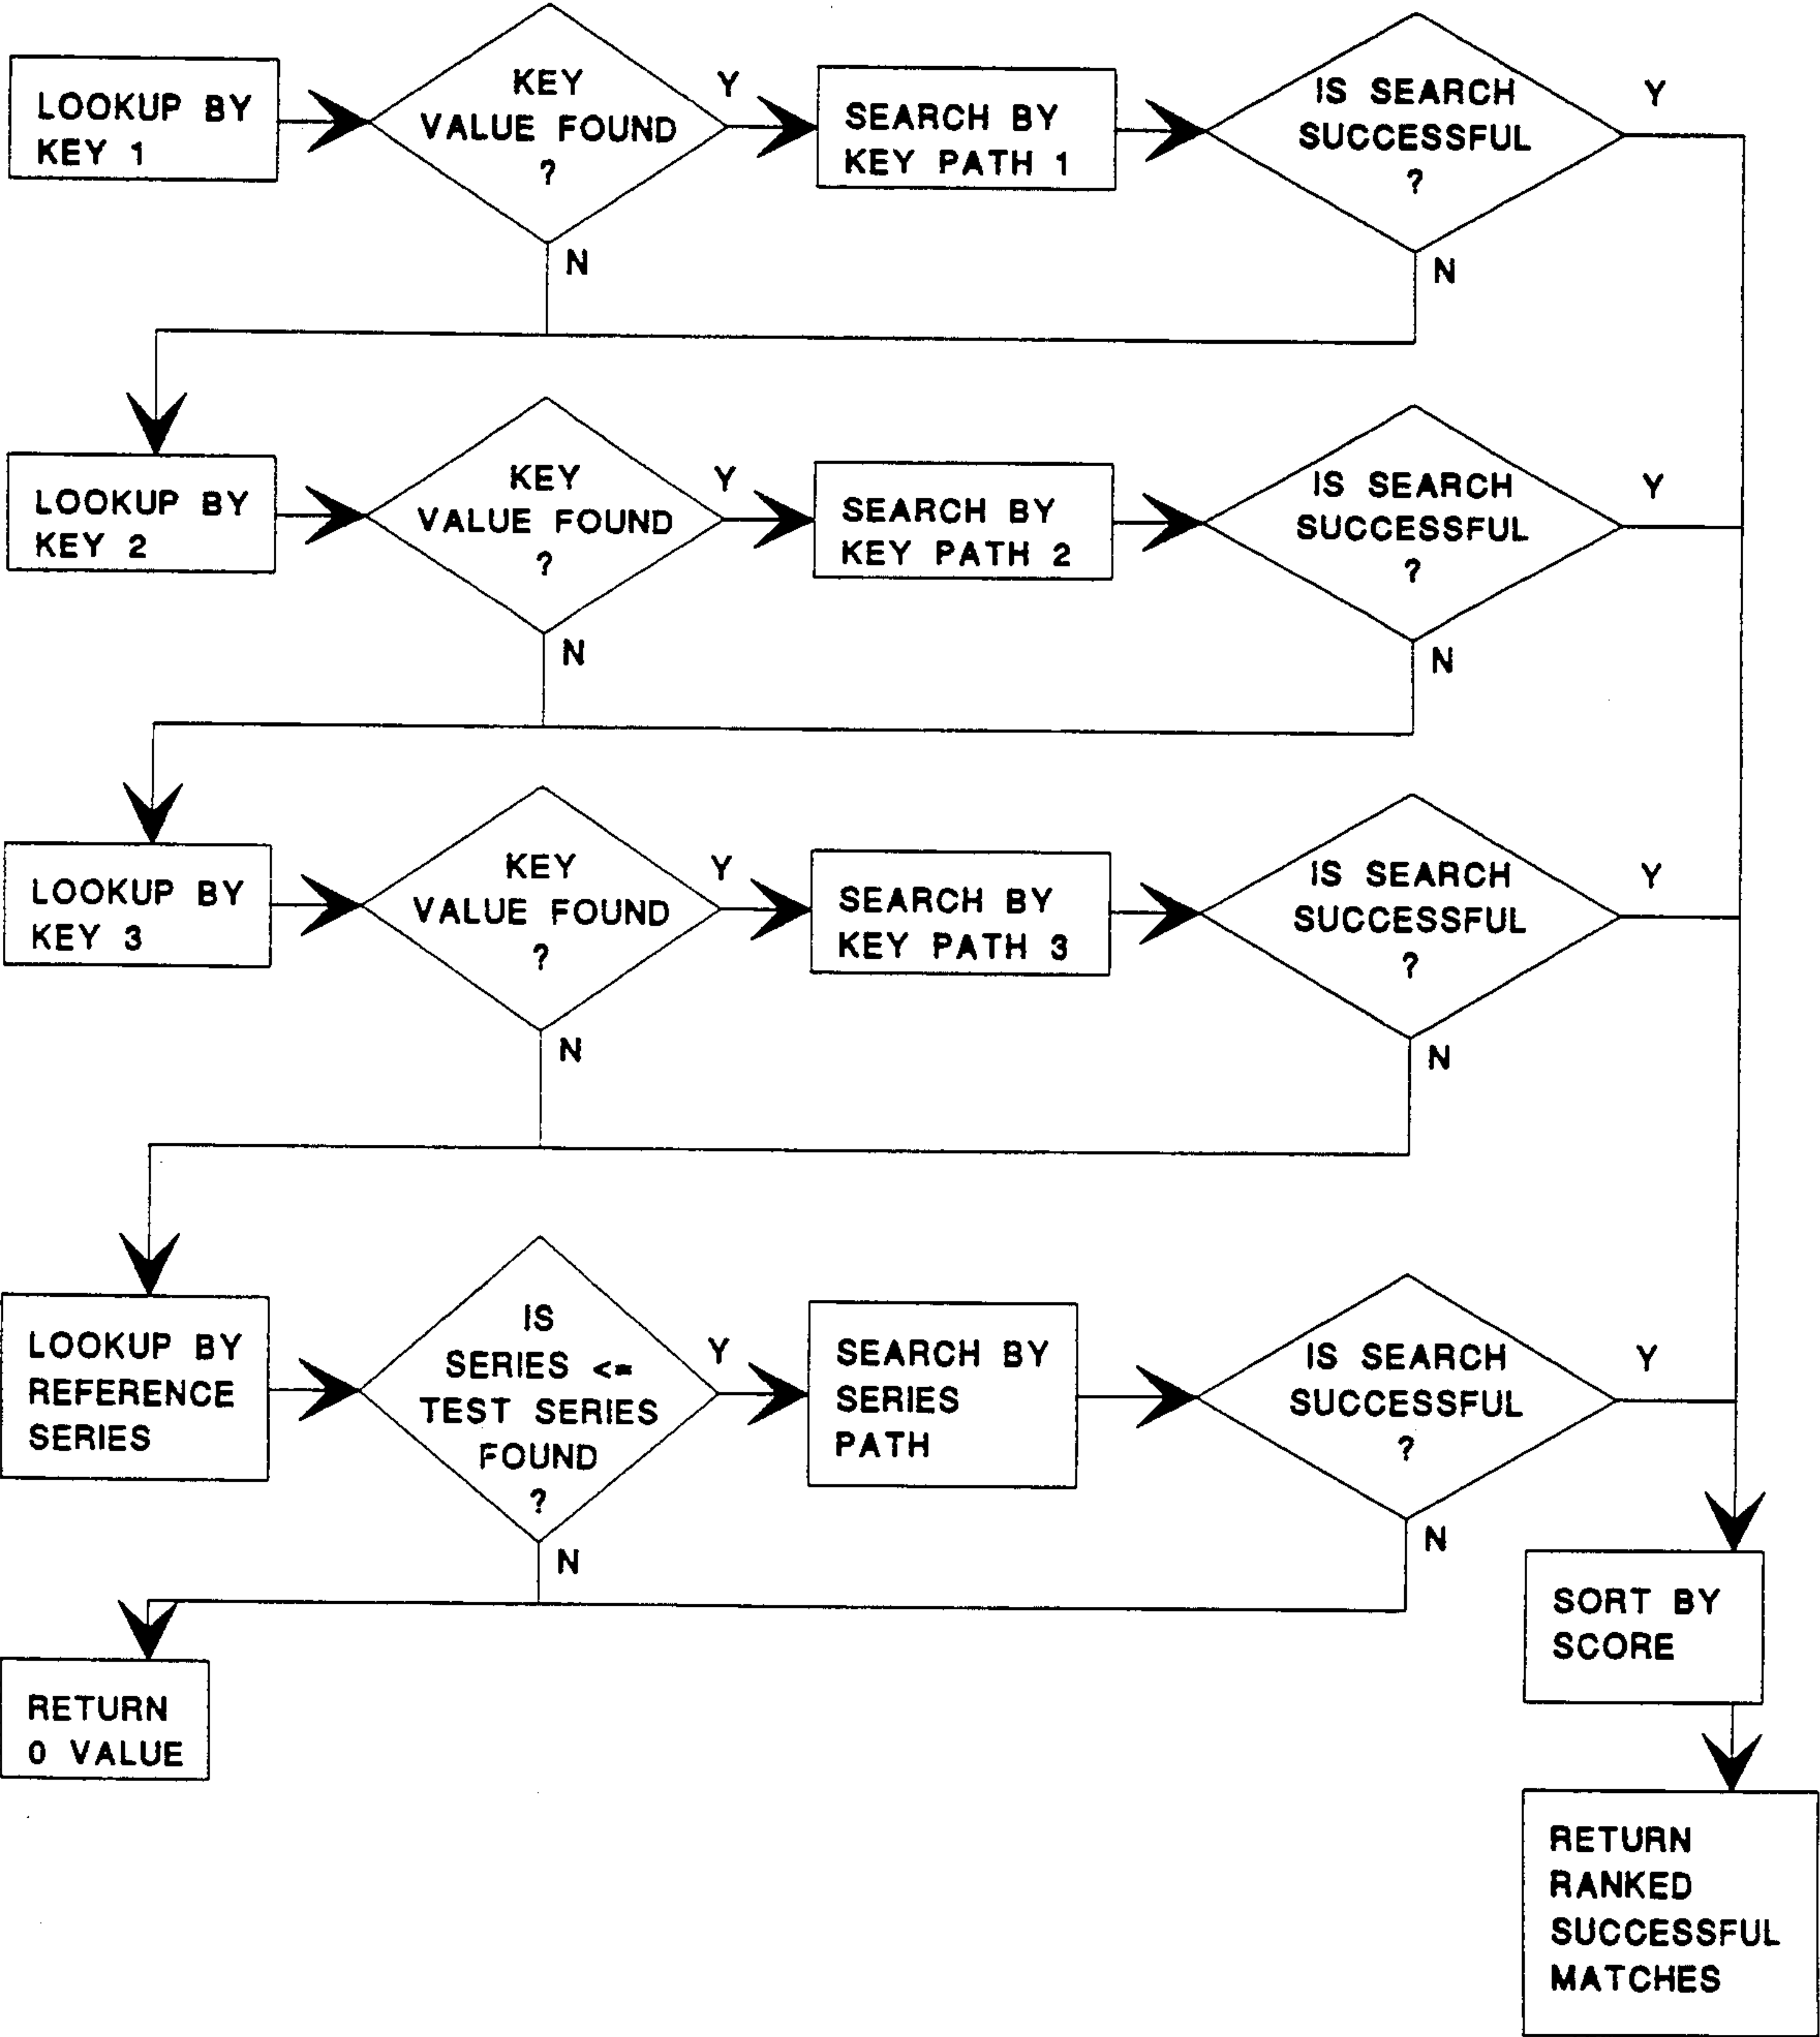 LOOKUP BY
KEY 1
KEY
VALUE FOUND
?
Y
N
SEARCH BY
KEY PATH 1
IS SEARCH
SUCCESSFUL
?
Y
N
LOOKUP BY
KEY 2
KEY
VALUE FOUND
?
Y
N
SEARCH BY
KEY PATH 2
IS SEARCH
SUCCESSFUL
?
Y
N
LOOKUP BY
KEY 3
KEY
VALUE FOUND
?
Y
N
SEARCH BY
KEY PATH 3
IS SEARCH
SUCCESSFUL
?
Y
N
LOOKUP BY
REFERENCE
SERIES
IS
SERIES <=
TEST SERIES
FOUND
?
Y
N
SEARCH BY
SERIES
PATH
IS SEARCH
SUCCESSFUL
?
Y
N
RETURN
0 VALUE
SORT BY
SCORE
RETURN
RANKED
SUCCESSFUL
MATCHES